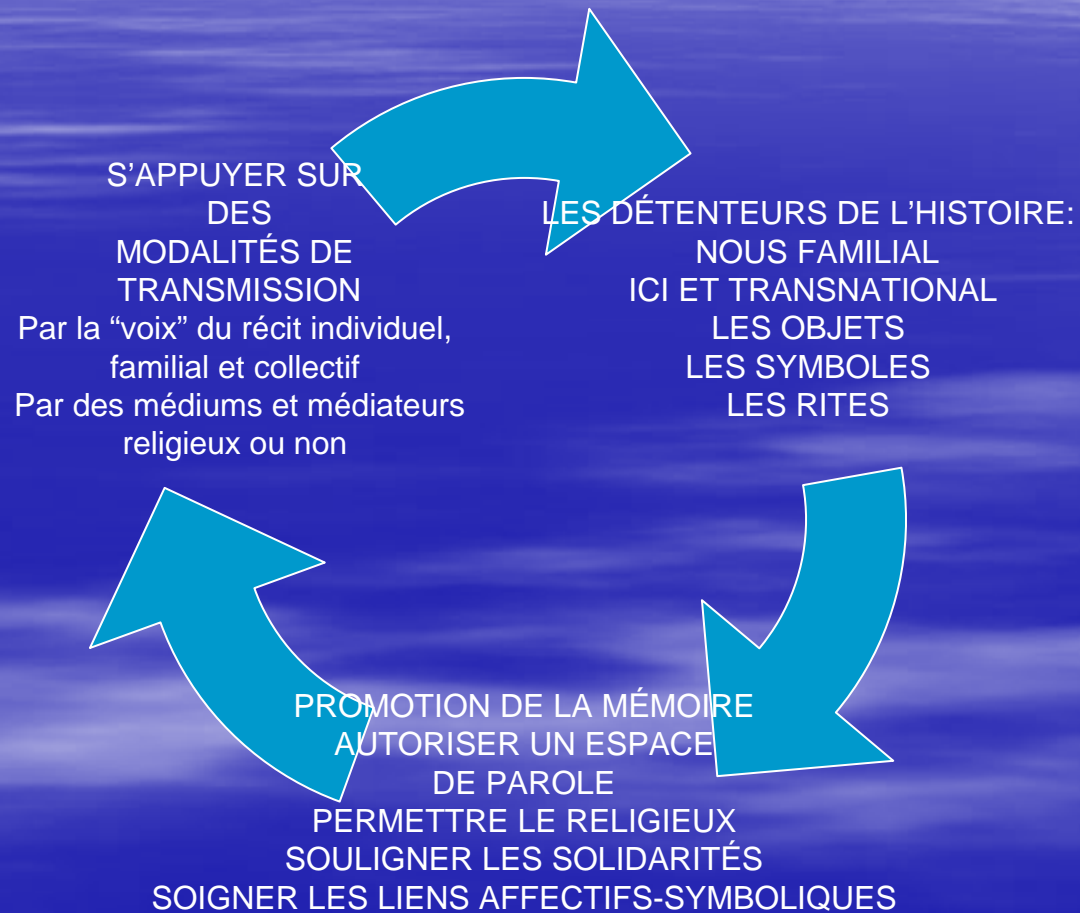 S’APPUYER SUR
DES
MODALITÉS DE
TRANSMISSION
Par la “voix” du récit individuel,
familial et collectif
Par des médiums et médiateurs
religieux ou non
LES DÉTENTEURS DE L’HISTOIRE:
NOUS FAMILIAL
ICI ET TRANSNATIONAL
LES OBJETS
LES SYMBOLES
LES RITES
PROMOTION DE LA MÉMOIRE
AUTORISER UN ESPACE
DE PAROLE
PERMETTRE LE RELIGIEUX
SOULIGNER LES SOLIDARITÉS
SOIGNER LES LIENS AFFECTIFS-SYMBOLIQUES